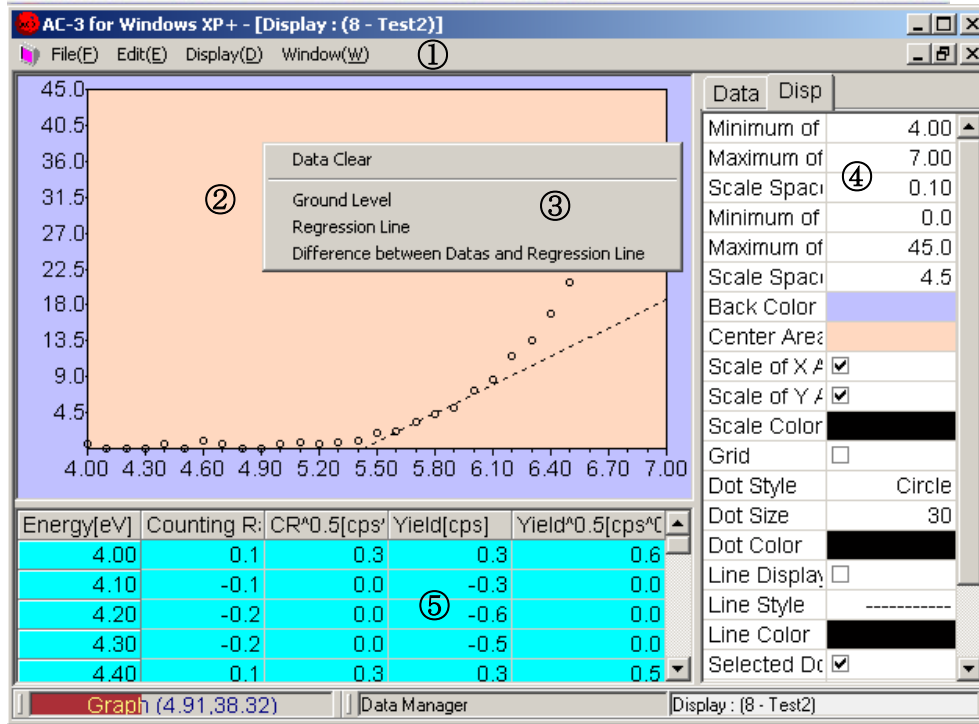 AC-3 for Windows XP+ - [Display : (8 - Test2)]
File(F) Edit(E) Display(D) Window(W) ①
45.0
40.5
36.0
31.5
27.0
22.5
18.0
13.5
9.0
4.5
②
Data Clear
Ground Level ③
Regression Line
Difference between Datas and Regression Line
4.00 4.30 4.60 4.90 5.20 5.50 5.80 6.10 6.40 6.70 7.00
Data Disp
Minimum of 4.00
Maximum of 7.00
④
Scale Spac 0.10
Minimum of 0.0
Maximum of 45.0
Scale Spac 4.5
Back Color
Center Area
Scale of X A
Scale of Y A
Scale Color
Grid
Dot Style Circle
Dot Size 30
Dot Color
Line Display
Line Style -----------
Line Color
Selected Do
Energy[eV] Counting Ra CR^0.5[cps^ Yield[cps] Yield^0.5[cps^0
4.00 0.1 0.3 0.3 0.6
4.10 -0.1 0.0 -0.3 0.0
4.20 -0.2 0.0 ⑤ -0.6 0.0
4.30 -0.2 0.0 -0.5 0.0
4.40 0.1 0.3 0.3 0.5
Graph (4.91,38.32) Data Manager Display : (8 - Test2)